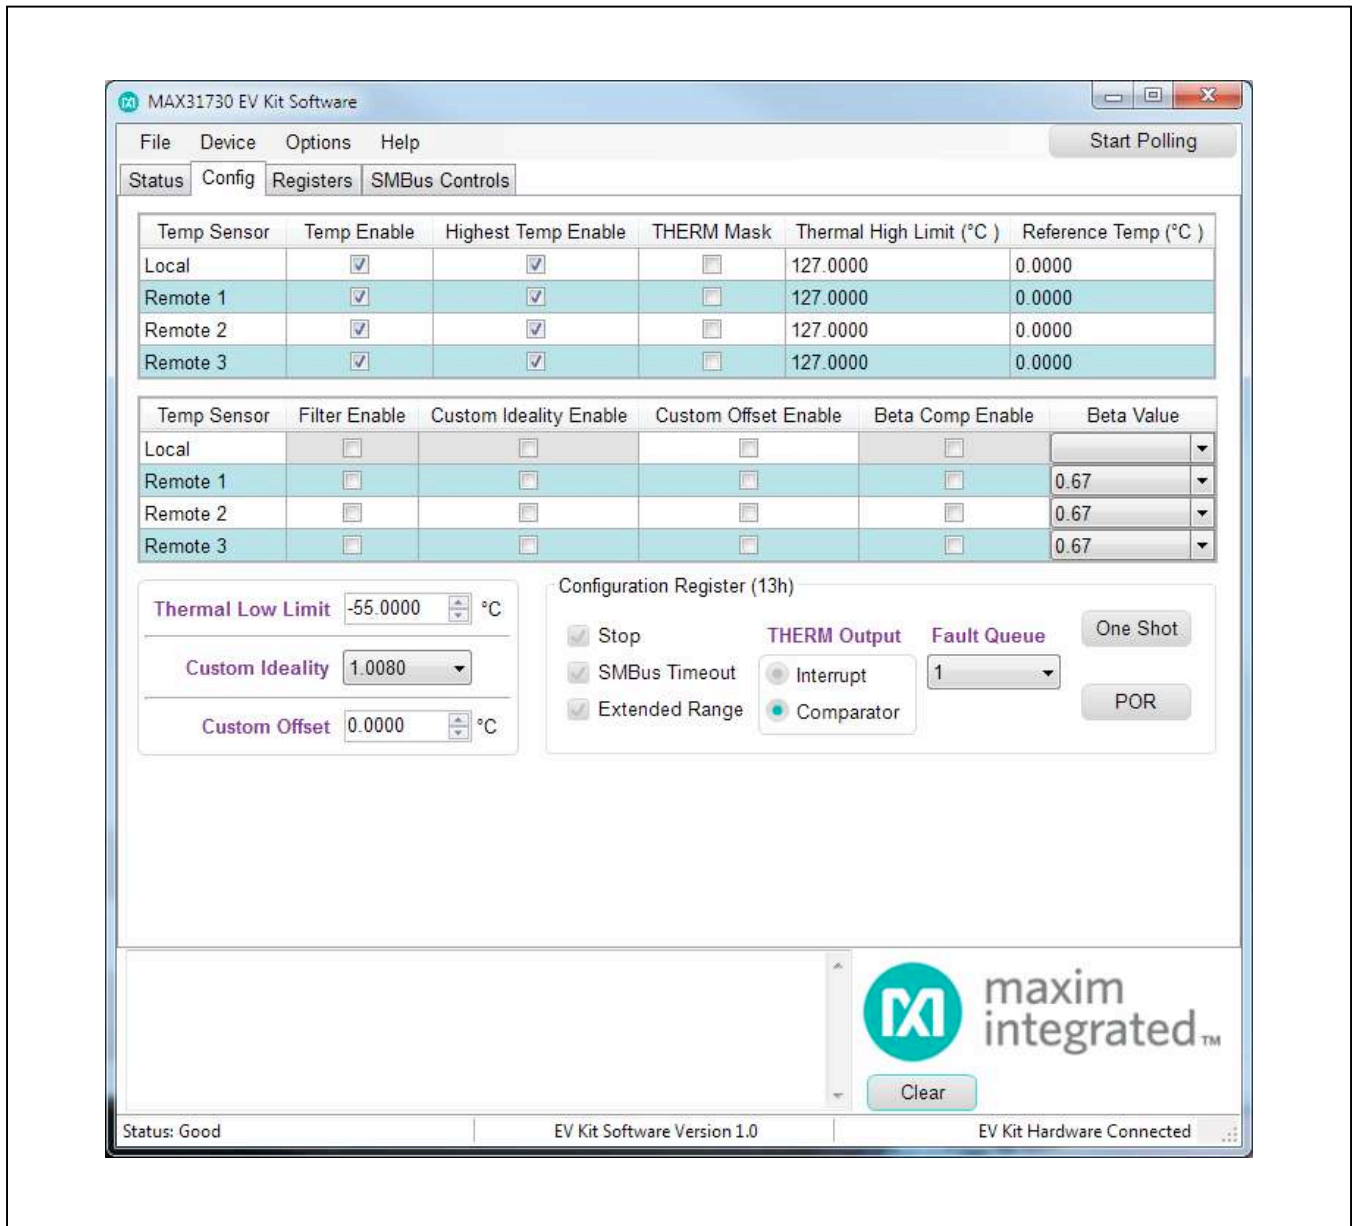 MAX31730 EV Kit Software
File Device Options Help Start Polling
Status Config Registers SMBus Controls
Temp Sensor Temp Enable Highest Temp Enable THERM Mask Thermal High Limit (°C ) Reference Temp (°C )
Local 127.0000 0.0000
Remote 1 127.0000 0.0000
Remote 2 127.0000 0.0000
Remote 3 127.0000 0.0000
Temp Sensor Filter Enable Custom Ideality Enable Custom Offset Enable Beta Comp Enable Beta Value
Local
Remote 1 0.67
Remote 2 0.67
Remote 3 0.67
Thermal Low Limit -55.0000 °C
Custom Ideality 1.0080
Custom Offset 0.0000 °C
Configuration Register (13h)
Stop THERM Output Fault Queue One Shot
SMBus Timeout Interrupt 1
Extended Range Comparator POR
maxim
integrated™
Clear
Status: Good EV Kit Software Version 1.0 EV Kit Hardware Connected